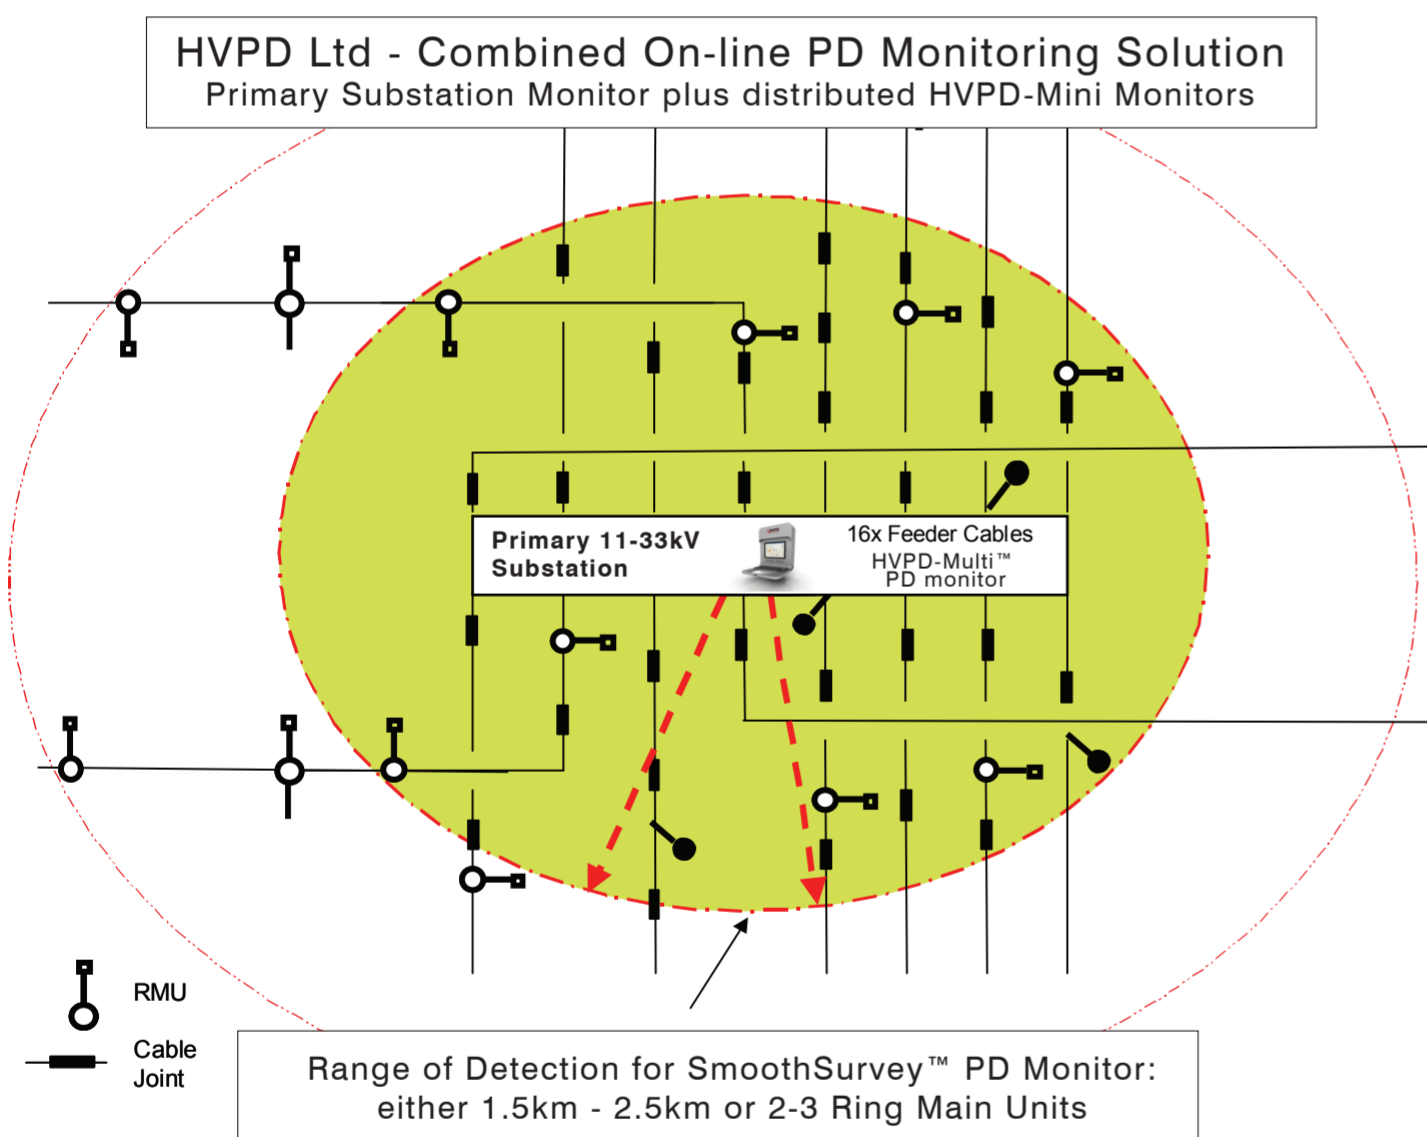 HVPD Ltd - Combined On-line PD Monitoring Solution
Primary Substation Monitor plus distributed HVPD-Mini Monitors
Primary 11-33kV
Substation
16x Feeder Cables
HVPD-Multi™
PD monitor
RMU
Cable
Joint
Range of Detection for SmoothSurvey™ PD Monitor:
either 1.5km - 2.5km or 2-3 Ring Main Units